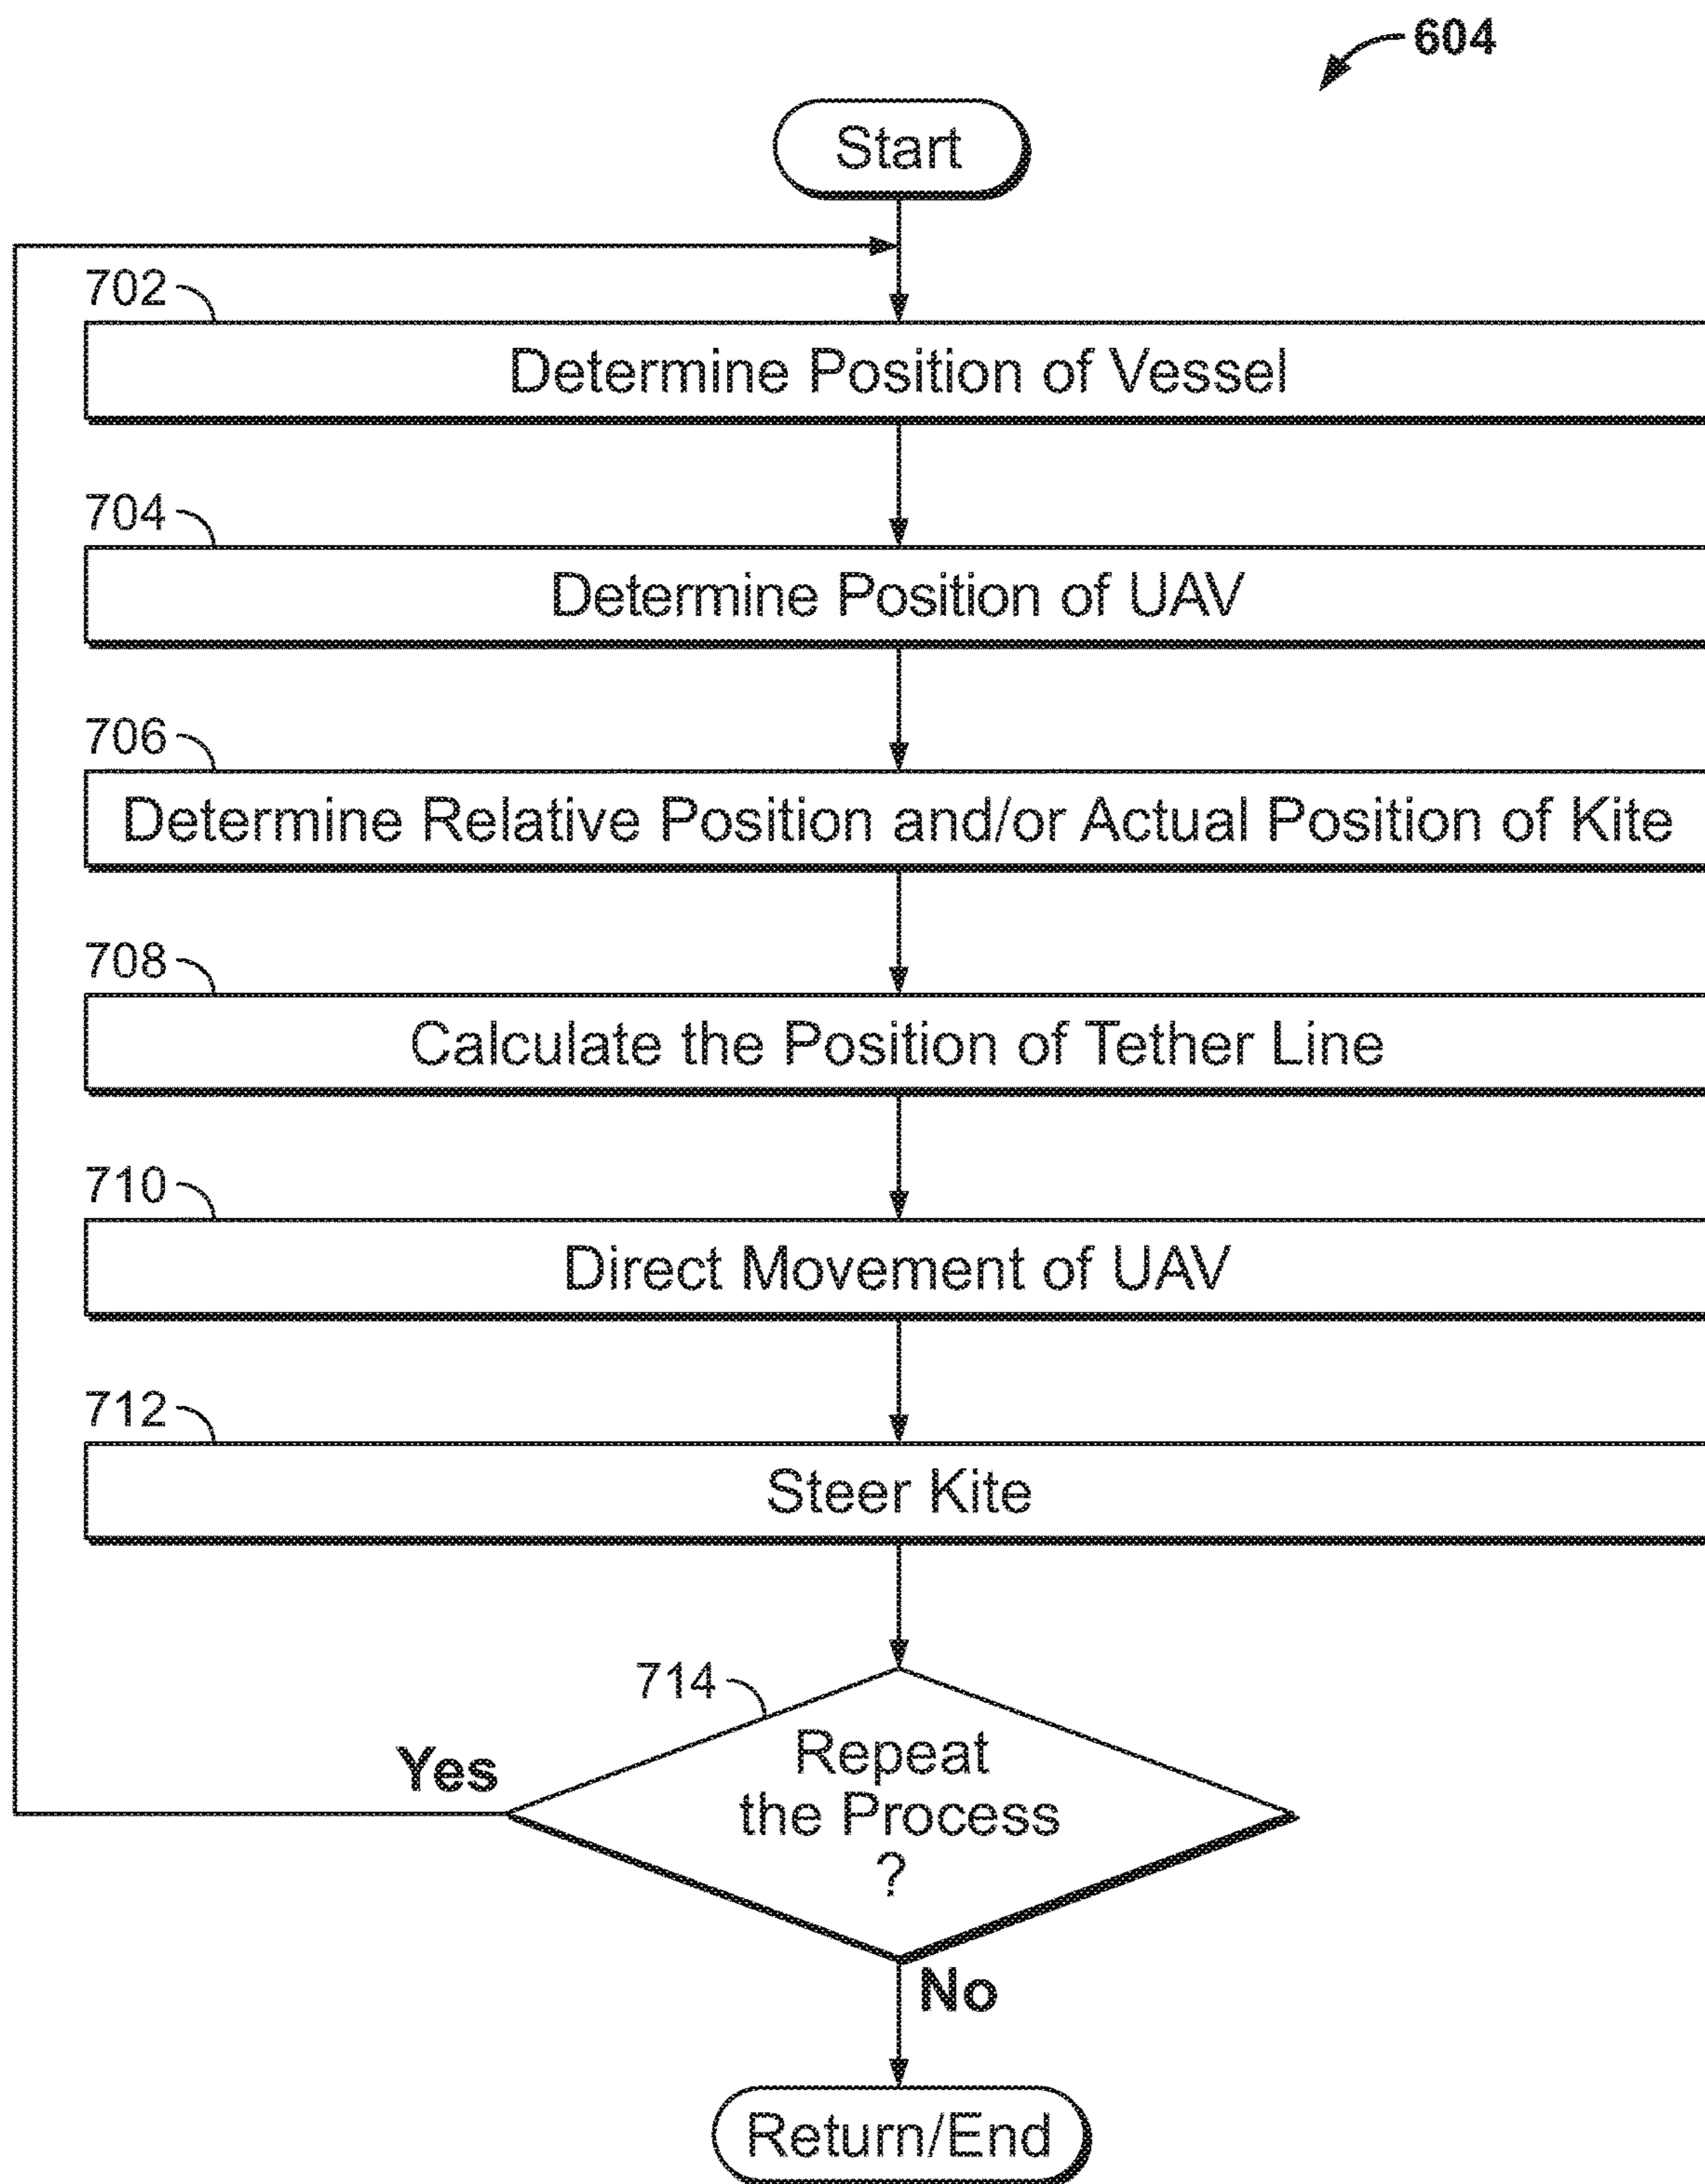 604
Start
702
Determine Position of Vessel
704
Determine Position of UAV
706
Determine Relative Position and/or Actual Position of Kite
708
Calculate the Position of Tether Line
710
Direct Movement of UAV
712
Steer Kite
714
Repeat
the Process
?
Yes
No
Return/End